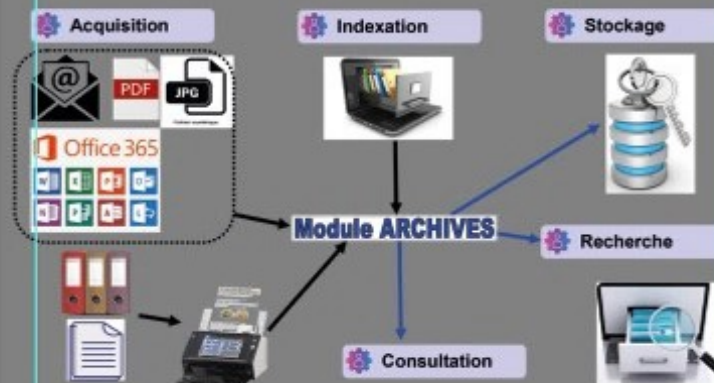 Acquisition
Indexation
Stockage
@
PDF
JPG
Office 365
Module ARCHIVES
Recherche
Consultation